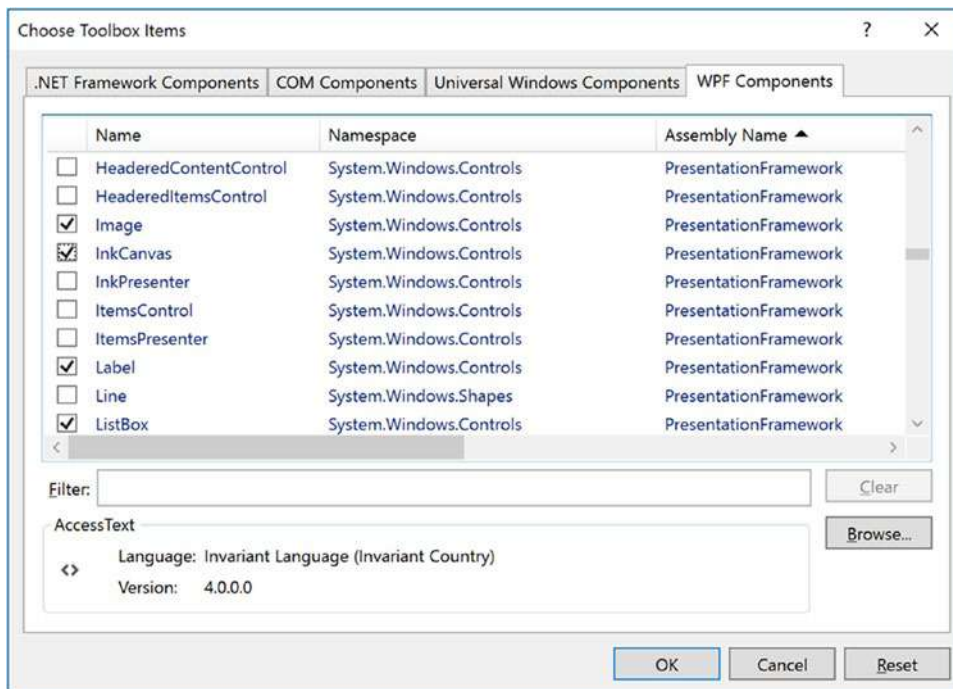 Choose Toolbox Items ?
.NET Framework Components COM Components Universal Windows Components WPF Components
Name Namespace Assembly Name
HeaderedContentControl System.Windows.Controls PresentationFramework
HeaderedItemsControl System.Windows.Controls PresentationFramework
Image System.Windows.Controls PresentationFramework
InkCanvas System.Windows.Controls PresentationFramework
InkPresenter System.Windows.Controls PresentationFramework
ItemsControl System.Windows.Controls PresentationFramework
ItemsPresenter System.Windows.Controls PresentationFramework
Label System.Windows.Controls PresentationFramework
Line System.Windows.Shapes PresentationFramework
ListBox System.Windows.Controls PresentationFramework
Filter: Clear
AccessText
Browse...
Language: Invariant Language (Invariant Country)
Version: 4.0.0.0
OK Cancel Reset